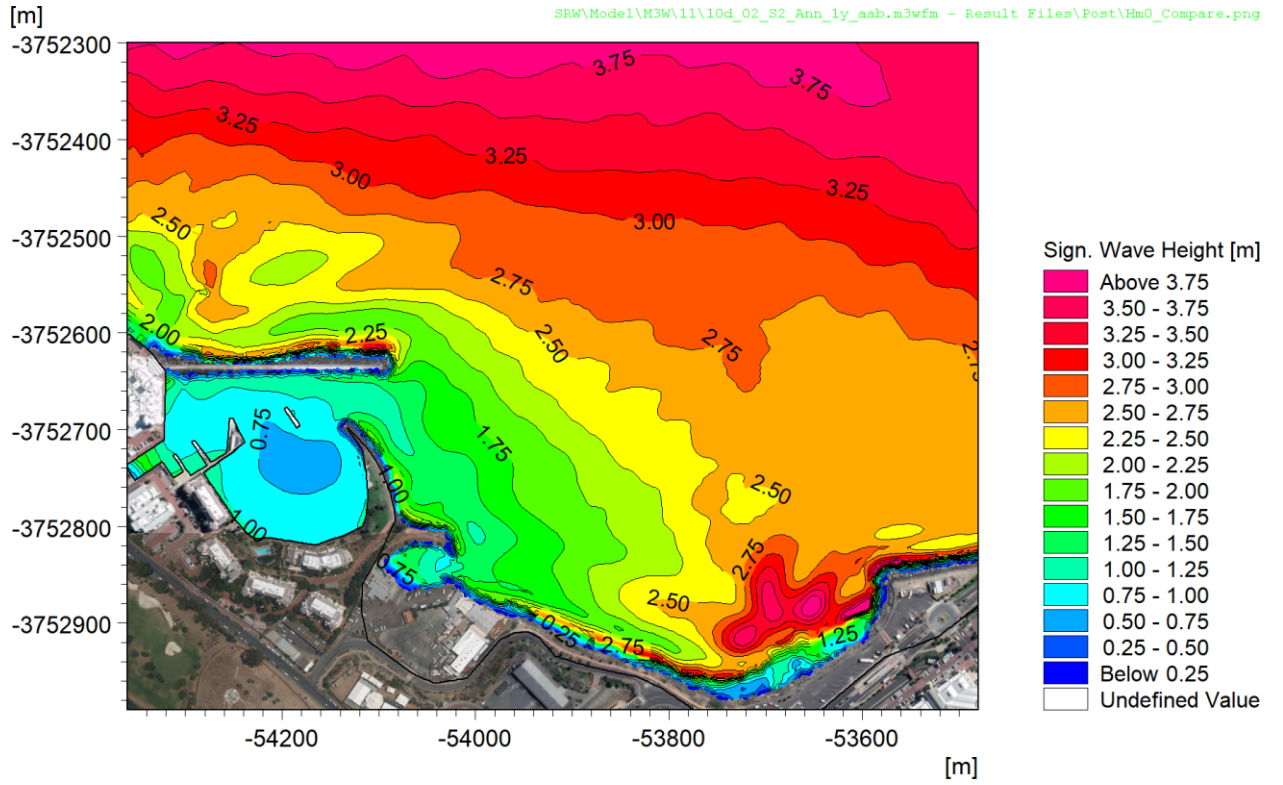 [m]
SRW\Model\M3W\11\10d_02_S2_Ann_1y_aab.m3wfm - Result Files\Post\Hm0_Compare.png
-3752300
3.75
3.75
-3752400
3.25
3.25
3.00
3.25
-3752500
2.50
3.00
2.75
-3752600
2.00
2.25
2.50
2.75
-3752700
0.75
1.75
1.00
2.50
-3752800
1.00
0.75
2.75
-3752900
2.50
0.25
2.75
1.25
-54200
-54000
-53800
-53600
[m]
Sign. Wave Height [m]
Above 3.75
3.50 - 3.75
3.25 - 3.50
3.00 - 3.25
2.75 - 3.00
2.50 - 2.75
2.25 - 2.50
2.00 - 2.25
1.75 - 2.00
1.50 - 1.75
1.25 - 1.50
1.00 - 1.25
0.75 - 1.00
0.50 - 0.75
0.25 - 0.50
Below 0.25
Undefined Value